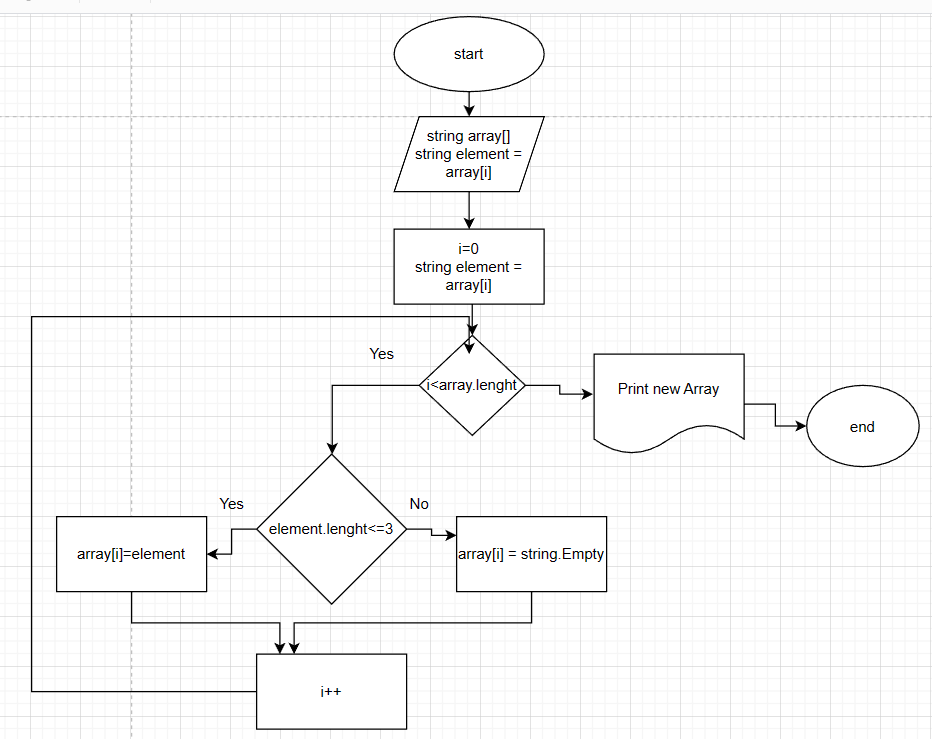 start
string array[]
string element =
array[i]
i=0
string element =
array[i]
Yes
i<array.lenght
Print new Array
end
Yes
element.lenght<=3
No
array[i]=element
array[i] = string.Empty
i++